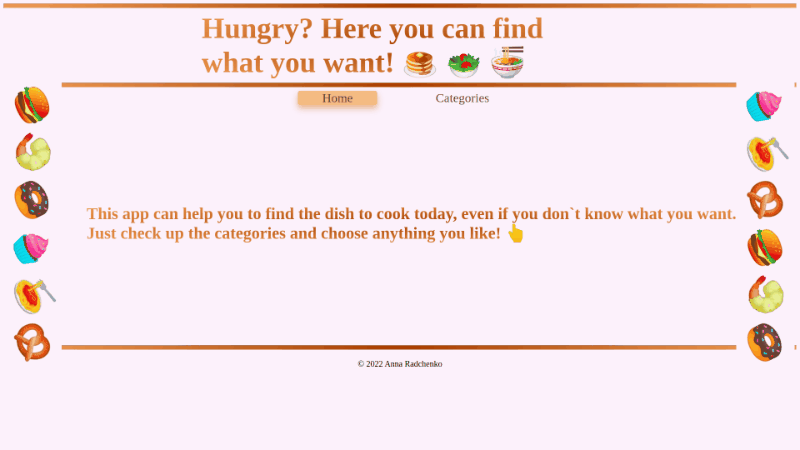 Hungry? Here you can find
what you want! 🥞 🥗 🍜
Home
Categories
This app can help you to find the dish to cook today, even if you don`t know what you want.
Just check up the categories and choose anything you like! 👆
© 2022 Anna Radchenko